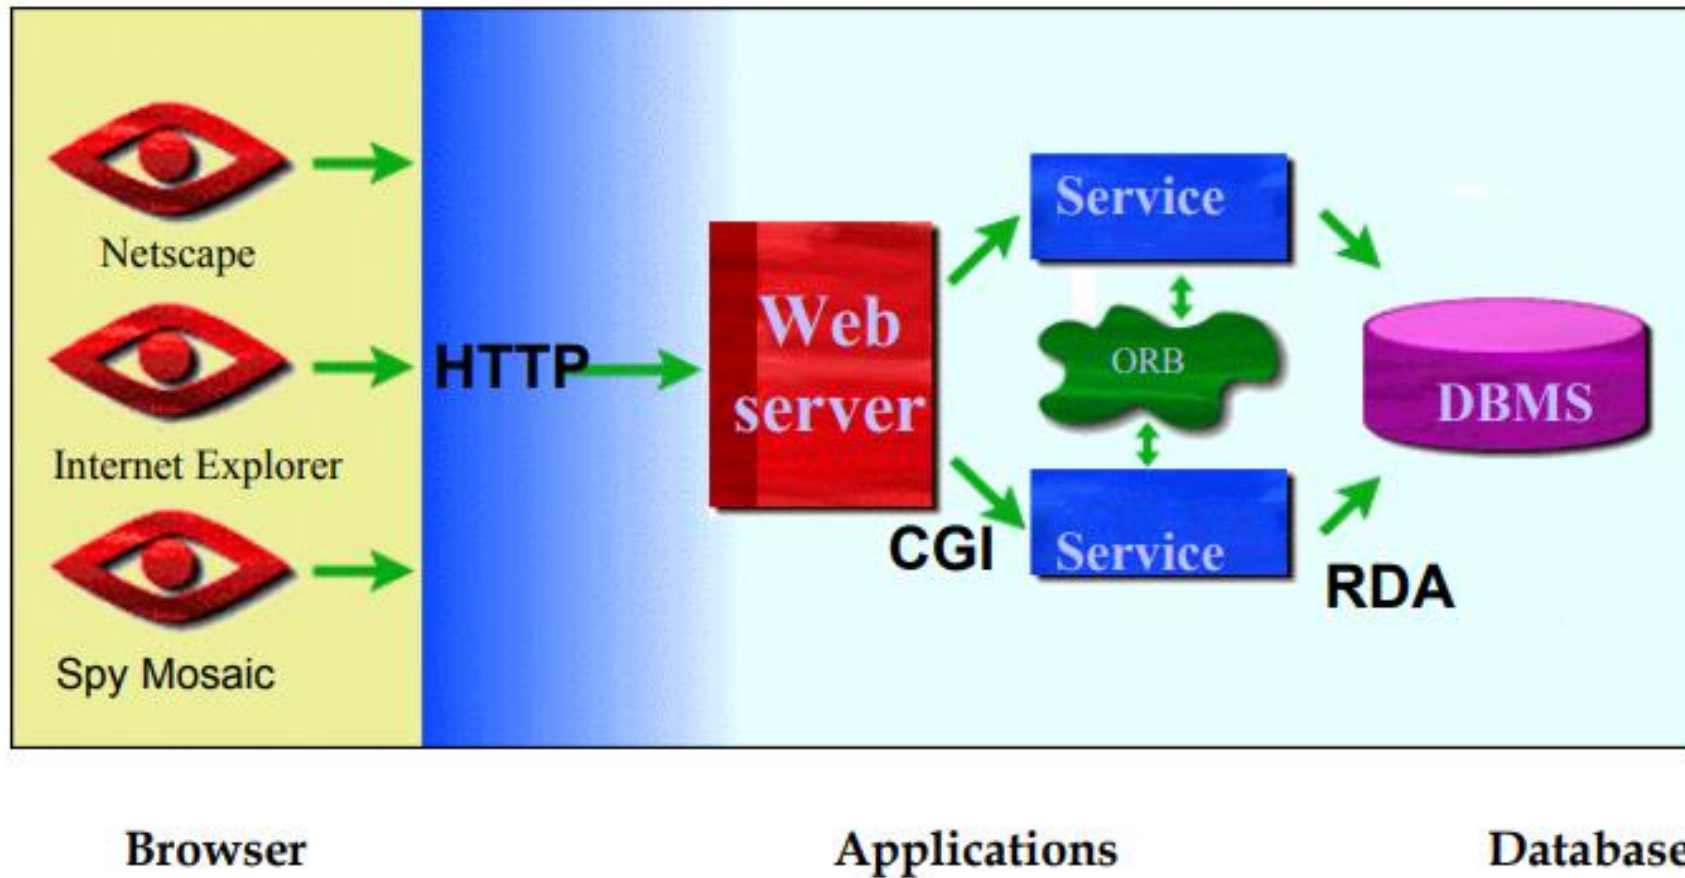 Netscape
Internet Explorer
Spy Mosaic
HTTP
Web
server
CGI
Service
ORB
Service
RDA
DBMS
Browser
Applications
Database